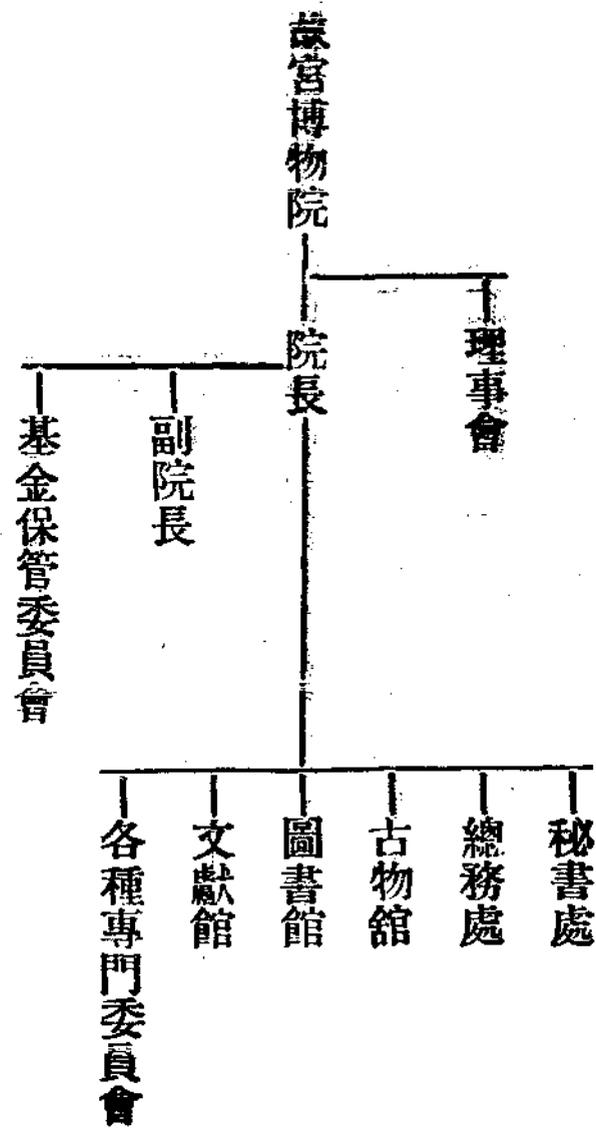 故宮博物院
理事會
院長
副院長
基金保管委員會
秘書處
總務處
古物館
圖書館
文獻館
各種專門委員會